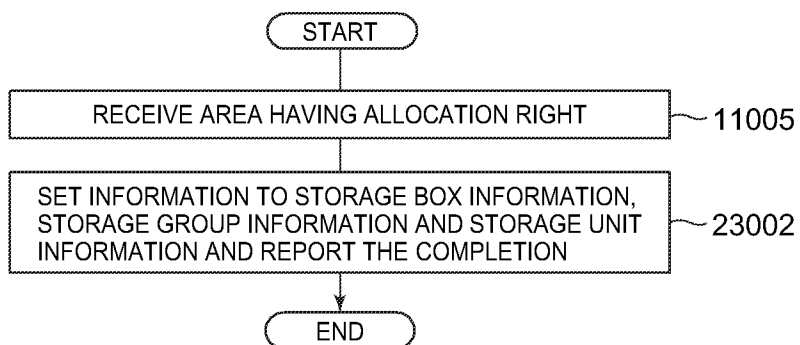 START
RECEIVE AREA HAVING ALLOCATION RIGHT
11005
SET INFORMATION TO STORAGE BOX INFORMATION,
STORAGE GROUP INFORMATION AND STORAGE UNIT
INFORMATION AND REPORT THE COMPLETION
23002
END